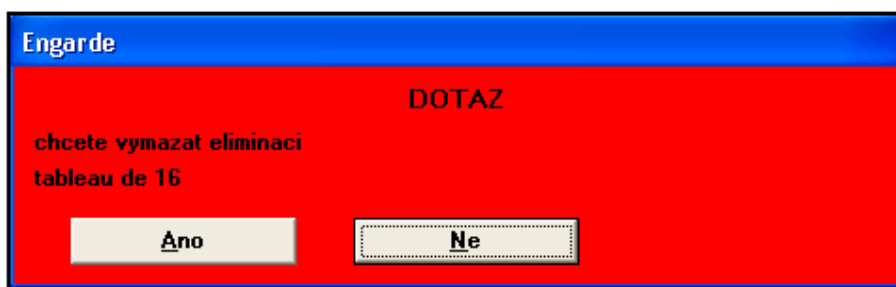 Engarde
DOTAZ
chcete vymazat eliminaci
tableau de 16
Ano
Ne